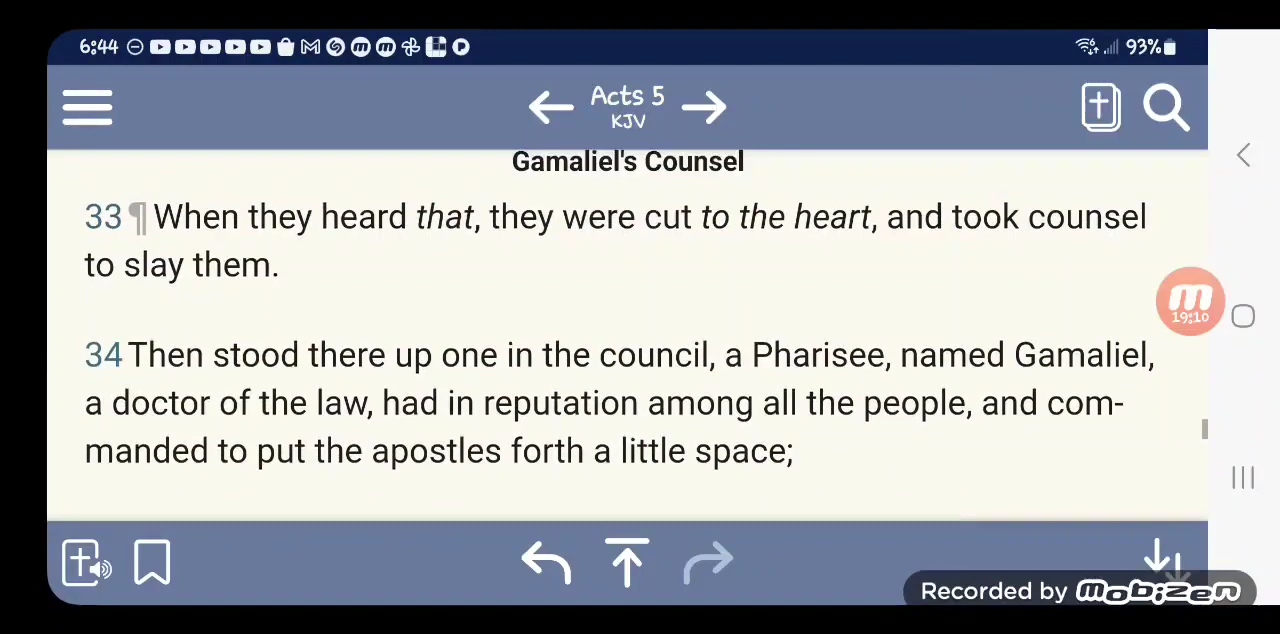 6:44 93%
Acts 5
KJV
Gamaliel's Counsel
33 ¶ When they heard that, they were cut to the heart, and took counsel
to slay them.
34 Then stood there up one in the council, a Pharisee, named Gamaliel,
a doctor of the law, had in reputation among all the people, and com-
manded to put the apostles forth a little space;
19:10
Recorded by mobizen